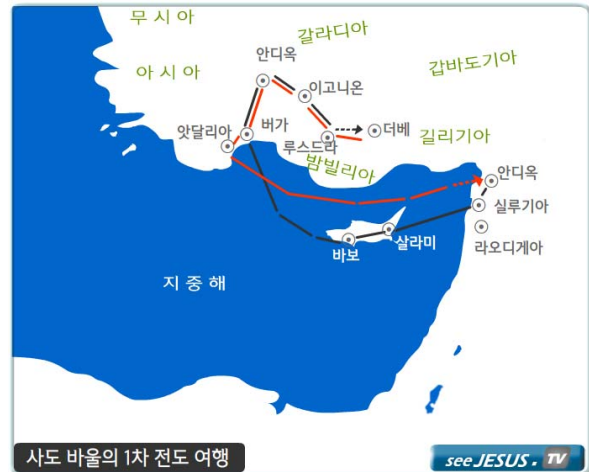 무 시 아
갈라디아
안디옥
갑바도기아
아 시 아
이고니온
버가
더베
앗달리아
루스드라
길리기아
밤빌리아
안디옥
실루기아
살라미
바보
라오디게아
지 중 해
사도 바울의 1차 전도 여행
see JESUS . TV